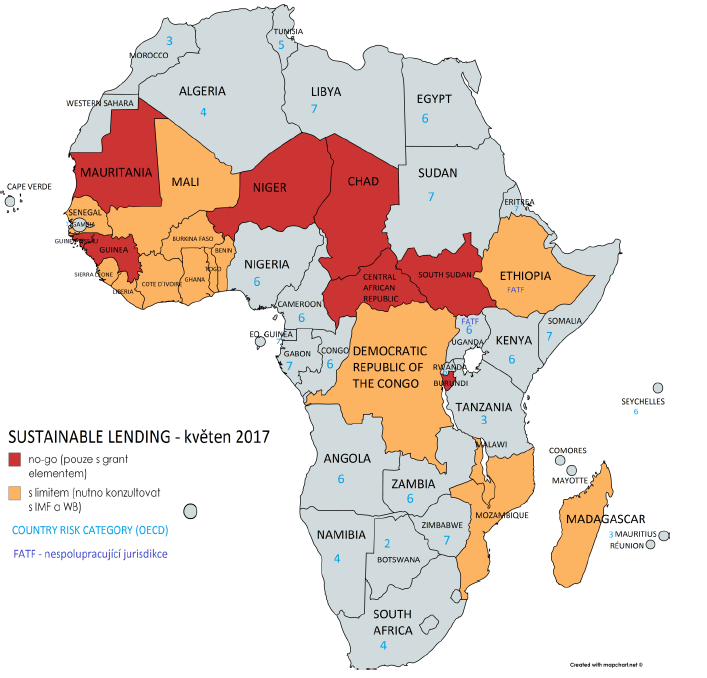 3
MOROCCO
TUNISIA
5
ALGERIA
4
LIBYA
7
EGYPT
6
WESTERN SAHARA
MAURITANIA
MALI
NIGER
CHAD
SUDAN
7
ERITREA
7
CAPE VERDE
SENEGAL
GAMBIA
GUINEA
BURKINA FASO
BENIN
TOGO
GHANA
COTE D'IVOIRE
SIERRA LEONE
LIBERIA
NIGERIA
6
CAMEROON
6
CENTRAL
AFRICAN
REPUBLIC
SOUTH SUDAN
ETHIOPIA
FATF
SOMALIA
7
FATF
6
UGANDA
KENYA
6
EQ. GUINEA
7
GABON
7
CONGO
6
DEMOCRATIC
REPUBLIC OF
THE CONGO
RWANDA
BURUNDI
TANZANIA
3
SEYCHELLES
6
SUSTAINABLE LENDING - květen 2017
no-go (pouze s grant
elementem)
s limitem (nutno konzultovat
s IMF a WB)
COUNTRY RISK CATEGORY (OECD)
FATF - nespolupracující jurisdikce
ANGOLA
6
ZAMBIA
6
MALAWI
COMORES
MAYOTTE
MOZAMBIQUE
MADAGASCAR
3 MAURITIUS
RÉUNION
ZIMBABWE
7
NAMIBIA
4
2
BOTSWANA
SOUTH
AFRICA
4
Created with mapchart.net ©